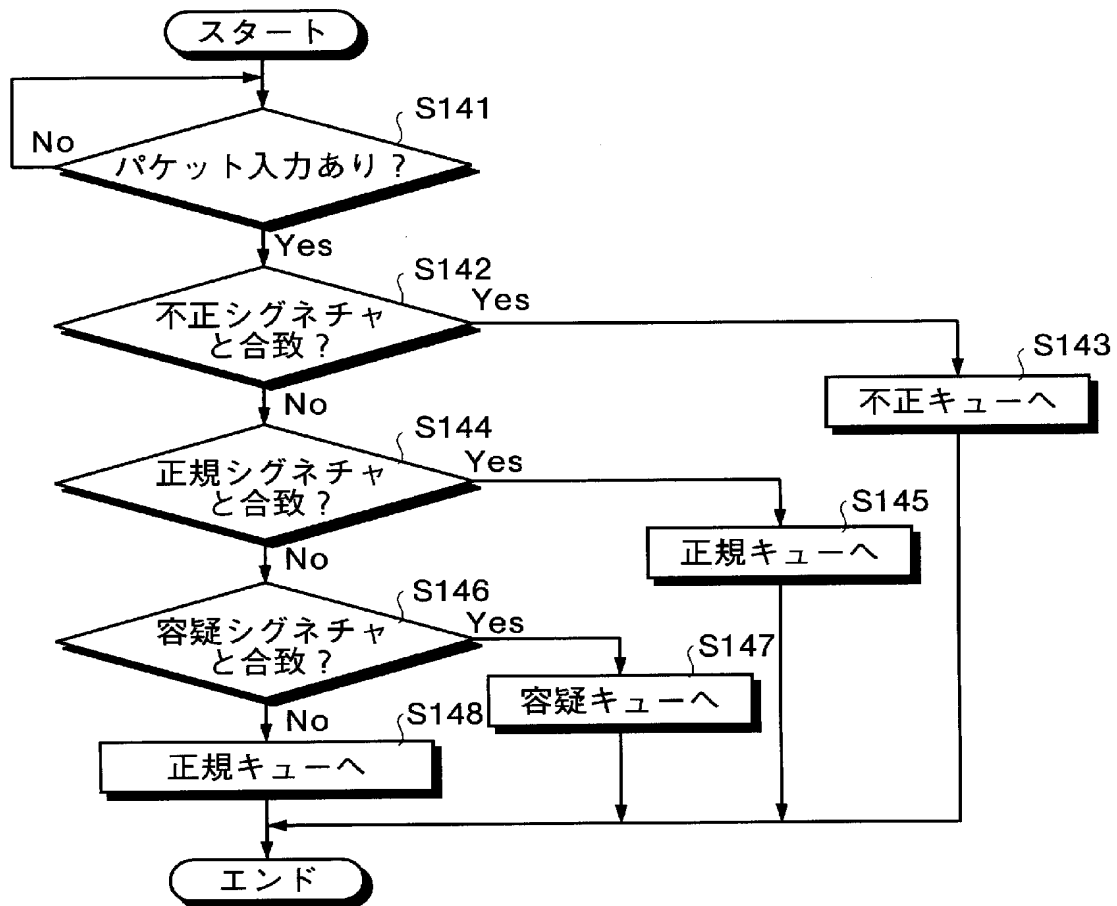 スタート
S141
No
パケット入力あり？
Yes
S142
Yes
不正シグネチャ
と合致？
S143
不正キューへ
No
S144
Yes
正規シグネチャ
と合致？
S145
正規キューへ
No
S146
Yes
容疑シグネチャ
と合致？
S147
容疑キューへ
No
S148
正規キューへ
エンド